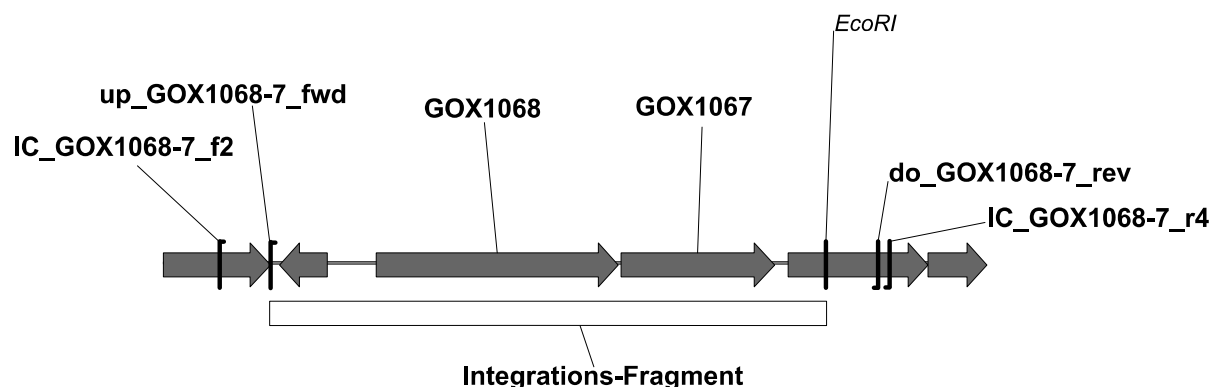 EcoRI
up_GOX1068-7_fwd
GOX1068
GOX1067
IC_GOX1068-7_f2
do_GOX1068-7_rev
IC_GOX1068-7_r4
Integrations-Fragment